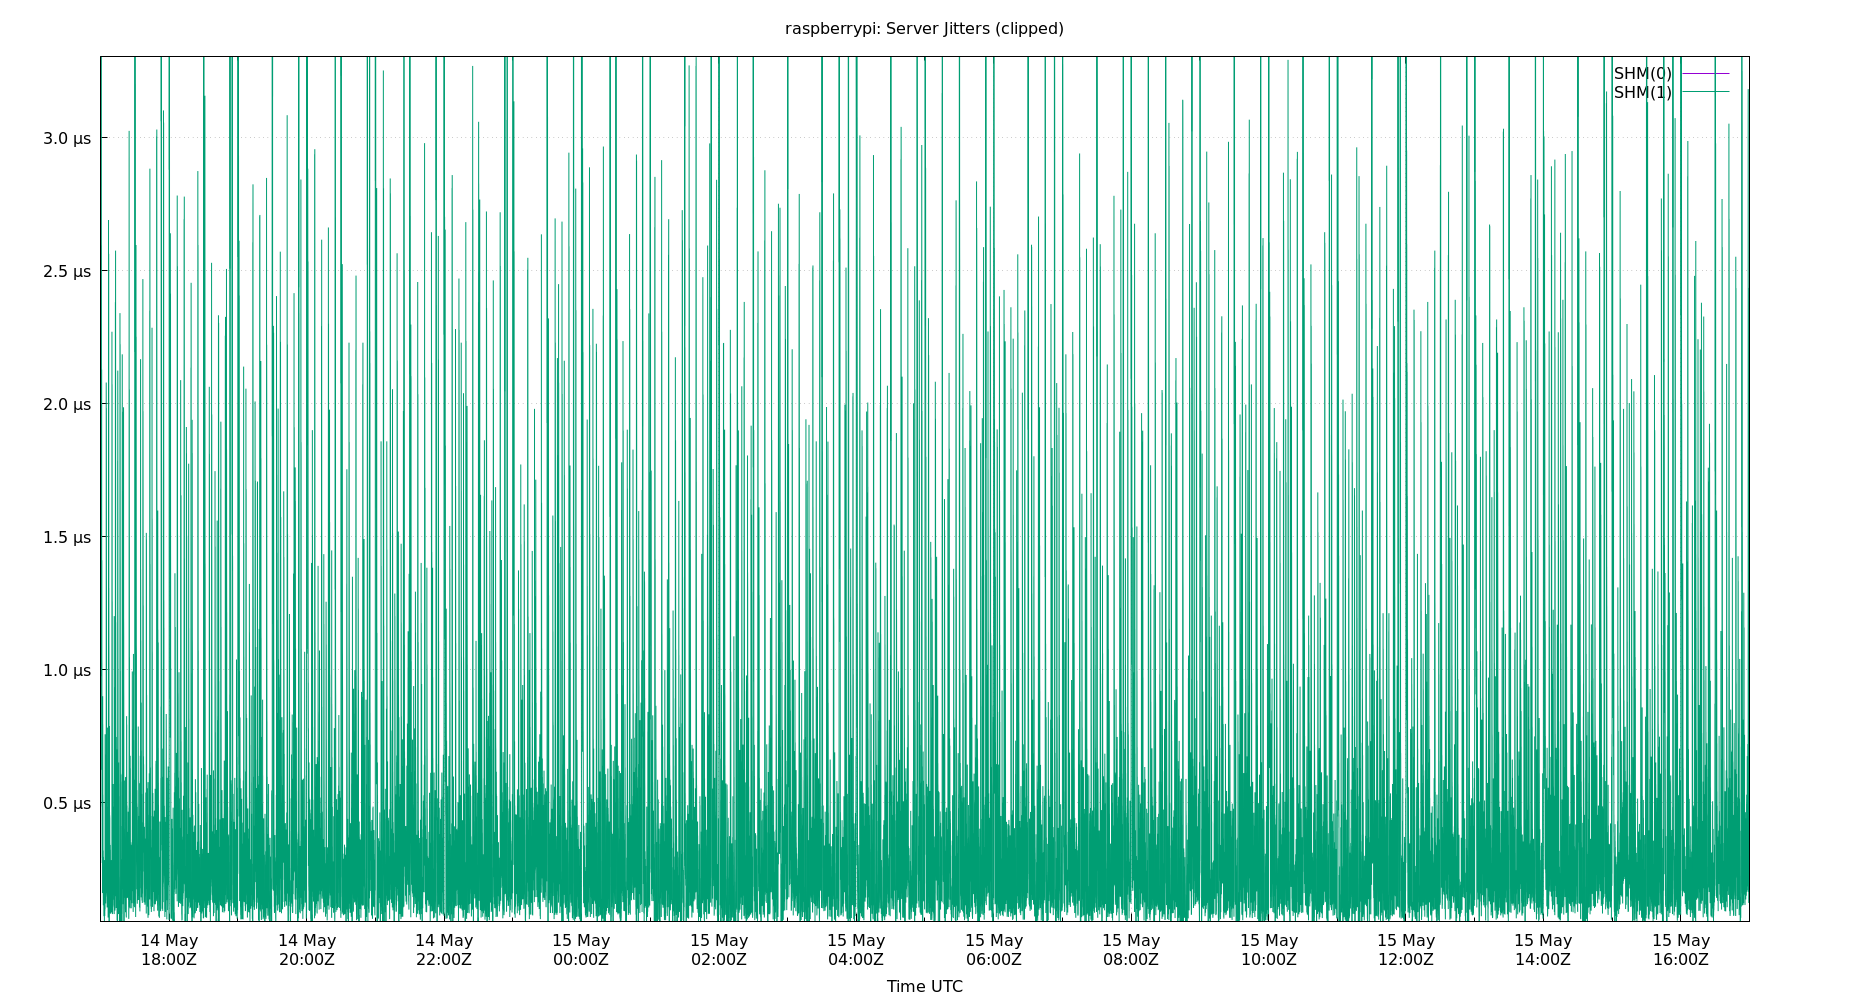 raspberrypi: Server Jitters (clipped)
SHM(0)
SHM(1)
3.0 µs
2.5 µs
2.0 µs
1.5 µs
1.0 µs
0.5 µs
14 May 14 May 14 May 15 May 15 May 15 May 15 May 15 May 15 May 15 May 15 May 15 May
18:00Z 20:00Z 22:00Z 00:00Z 02:00Z 04:00Z 06:00Z 08:00Z 10:00Z 12:00Z 14:00Z 16:00Z
Time UTC